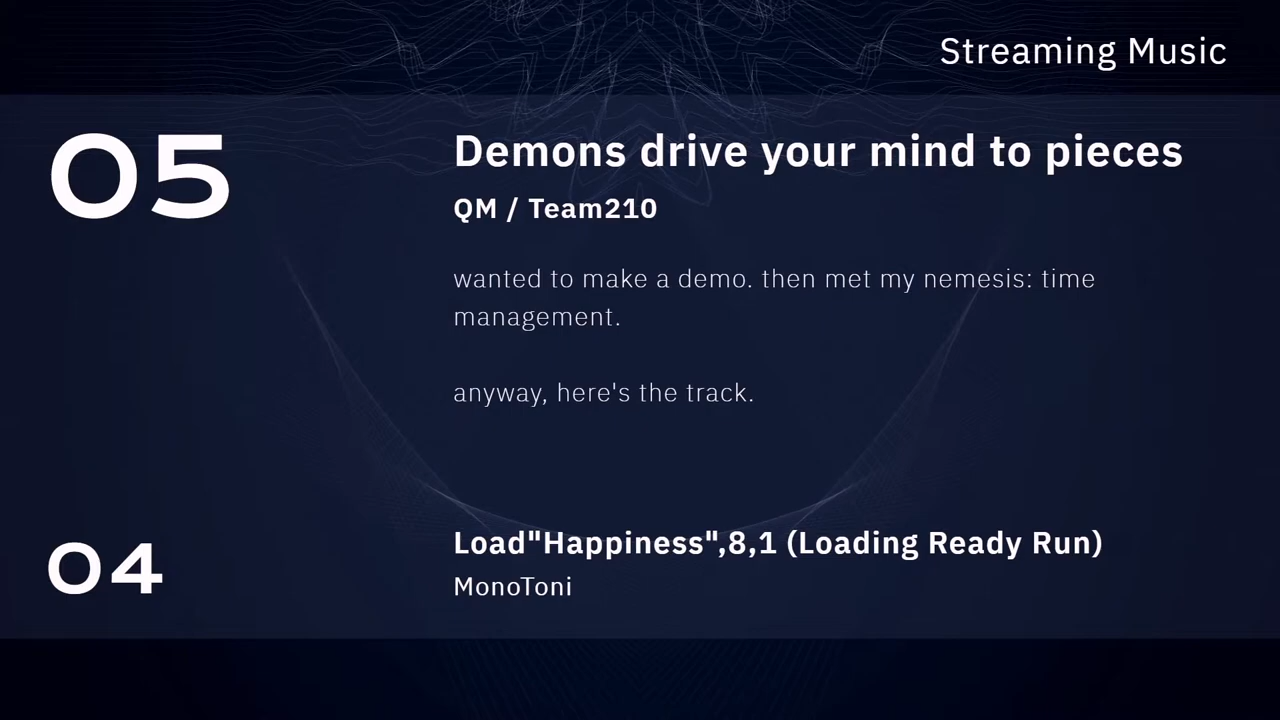 Streaming Music
05
Demons drive your mind to pieces
QM / Team210
wanted to make a demo. then met my nemesis: time
management.
anyway, here's the track.
04
Load"Happiness",8,1 (Loading Ready Run)
MonoToni